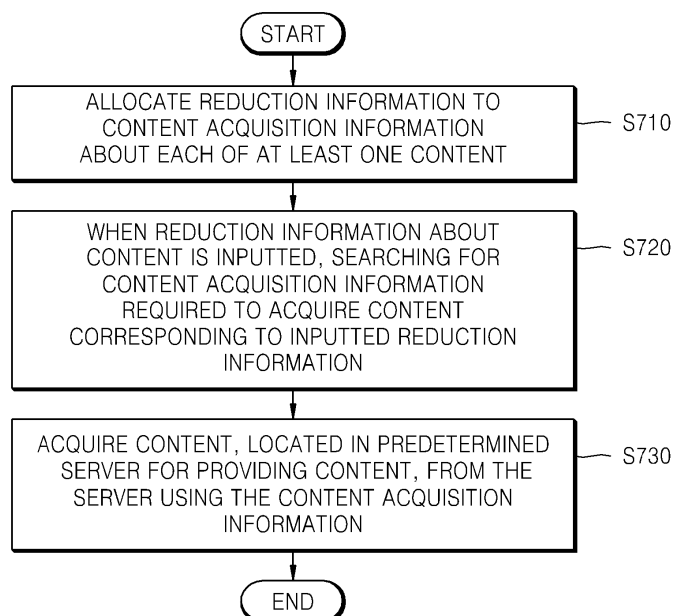 START
ALLOCATE REDUCTION INFORMATION TO
CONTENT ACQUISITION INFORMATION
ABOUT EACH OF AT LEAST ONE CONTENT
S710
WHEN REDUCTION INFORMATION ABOUT
CONTENT IS INPUTTED, SEARCHING FOR
CONTENT ACQUISITION INFORMATION
REQUIRED TO ACQUIRE CONTENT
CORRESPONDING TO INPUTTED REDUCTION
INFORMATION
S720
ACQUIRE CONTENT, LOCATED IN PREDETERMINED
SERVER FOR PROVIDING CONTENT, FROM THE
SERVER USING THE CONTENT ACQUISITION
INFORMATION
S730
END